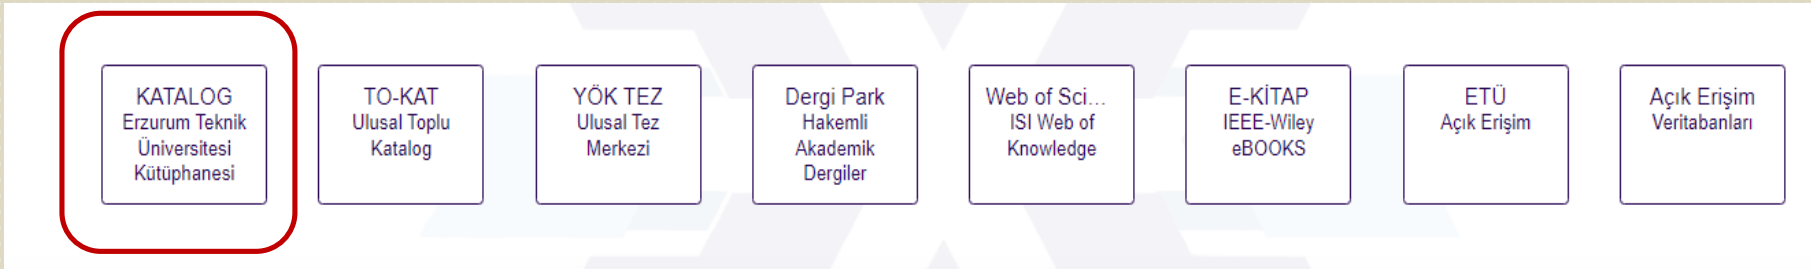 KATALOG
Erzurum Teknik
Üniversitesi
Kütüphanesi
TO-KAT
Ulusal Toplu
Katalog
YÖK TEZ
Ulusal Tez
Merkezi
Dergi Park
Hakemli
Akademik
Dergiler
Web of Sci...
ISI Web of
Knowledge
E-KİTAP
IEEE-Wiley
eBOOKS
ETÜ
Açık Erişim
Açık Erişim
Veritabanları